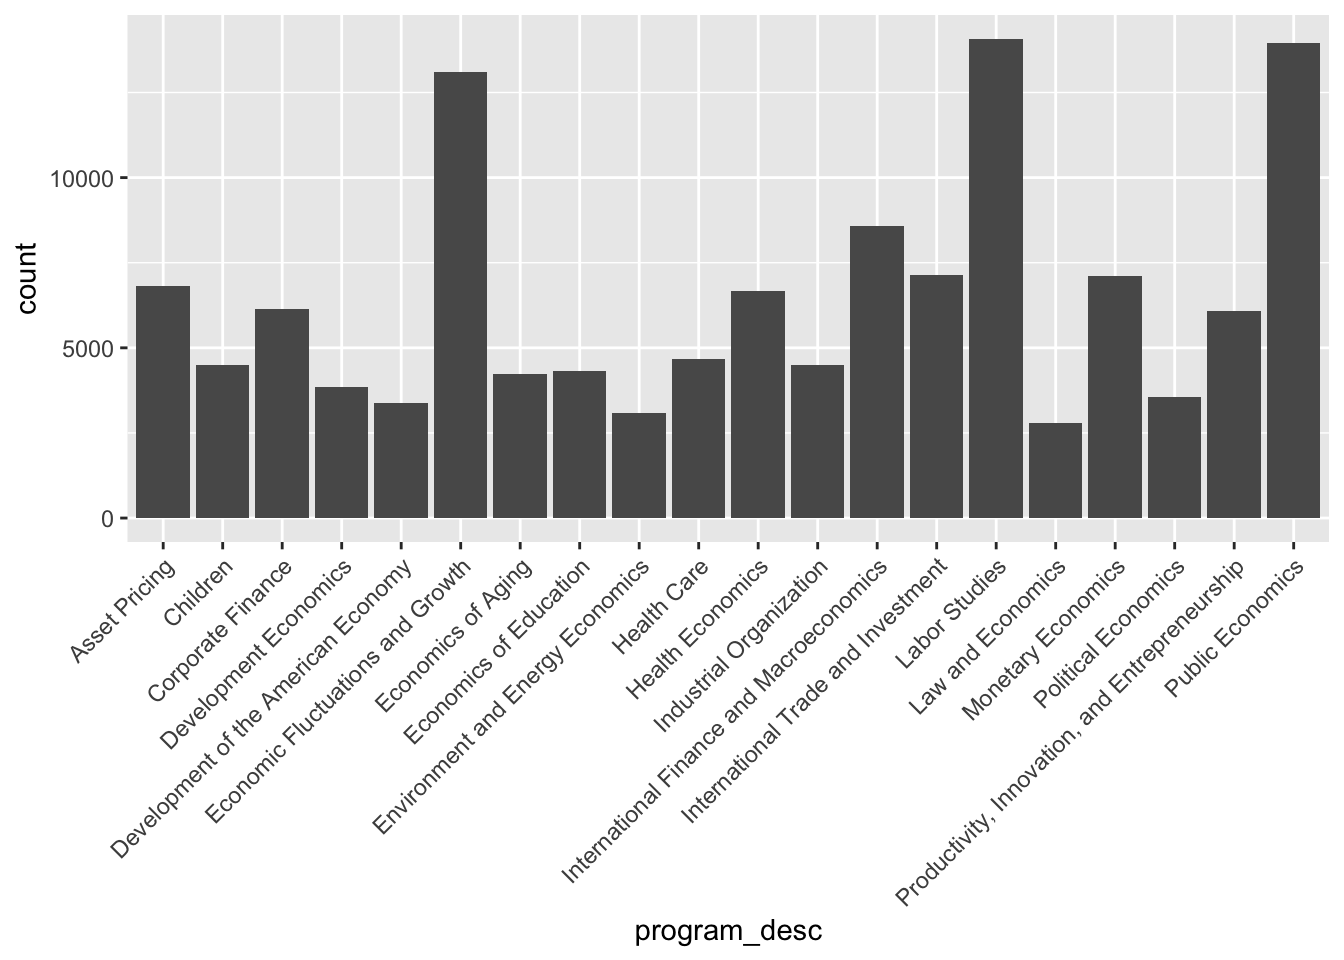 count
10000
5000
0
Asset Pricing
Children
Corporate Finance
Development Economics
Development of the American Economy
Economic Fluctuations and Growth
Economics of Aging
Economics of Education
Environment and Energy Economics
Health Care
Health Economics
Industrial Organization
International Finance and Macroeconomics
International Trade and Investment
Labor Studies
Law and Economics
Monetary Economics
Political Economics
Productivity, Innovation, and Entrepreneurship
Public Economics
program_desc